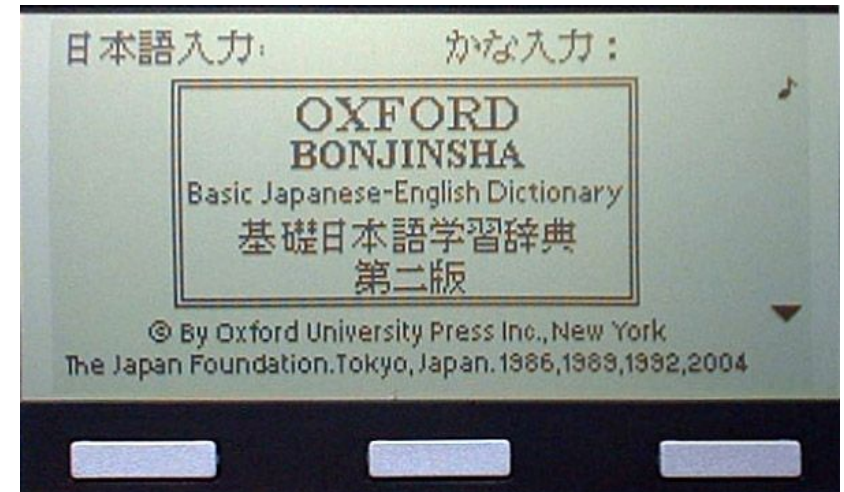 日本語入力: かな入力:
OXFORD
BONJINSHA
Basic Japanese-English Dictionary
基礎日本語学習辞典
第二版
© By Oxford University Press Inc., New York
The Japan Foundation.Tokyo,Japan.1986,1989,1992,2004